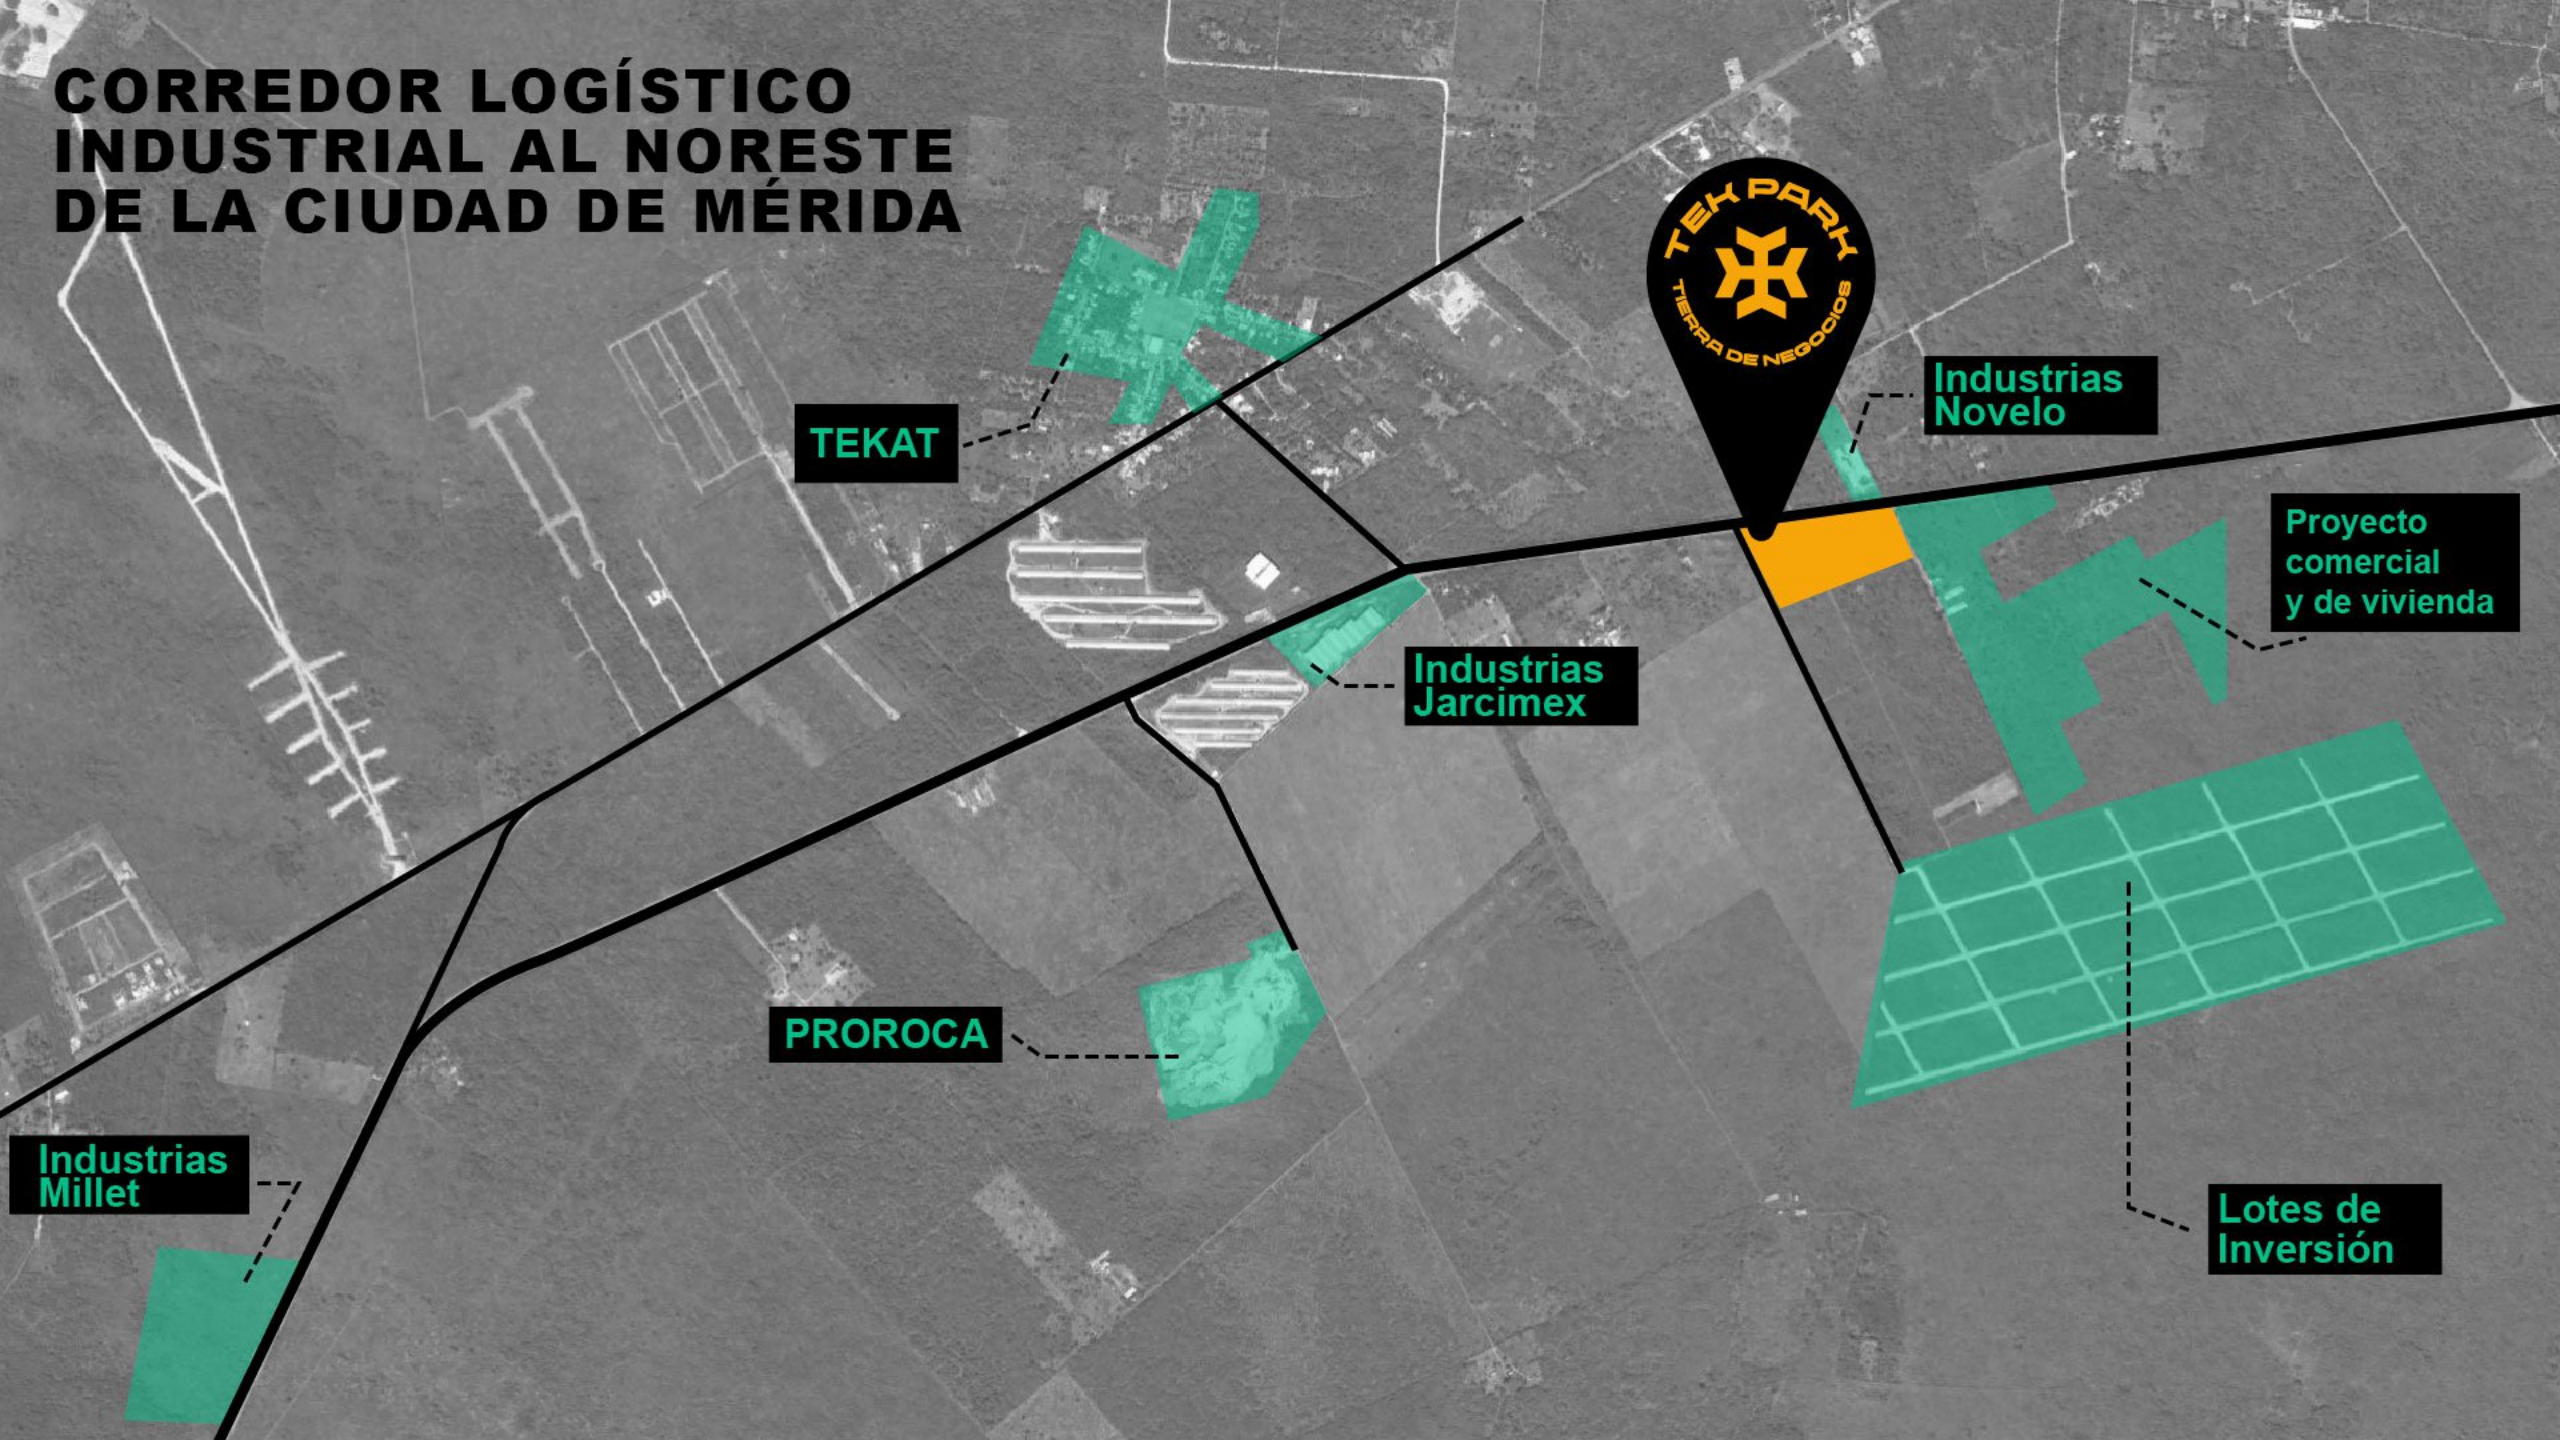 CORREDOR LOGÍSTICO
INDUSTRIAL AL NORESTE
DE LA CIUDAD DE MÉRIDA
TEK PARK
TIERRA DE NEGOCIOS
Industrias
Novelo
TEKAT
Proyecto
comercial
y de vivienda
Industrias
Jarcimex
PROROCA
Industrias
Millet
Lotes de
Inversión